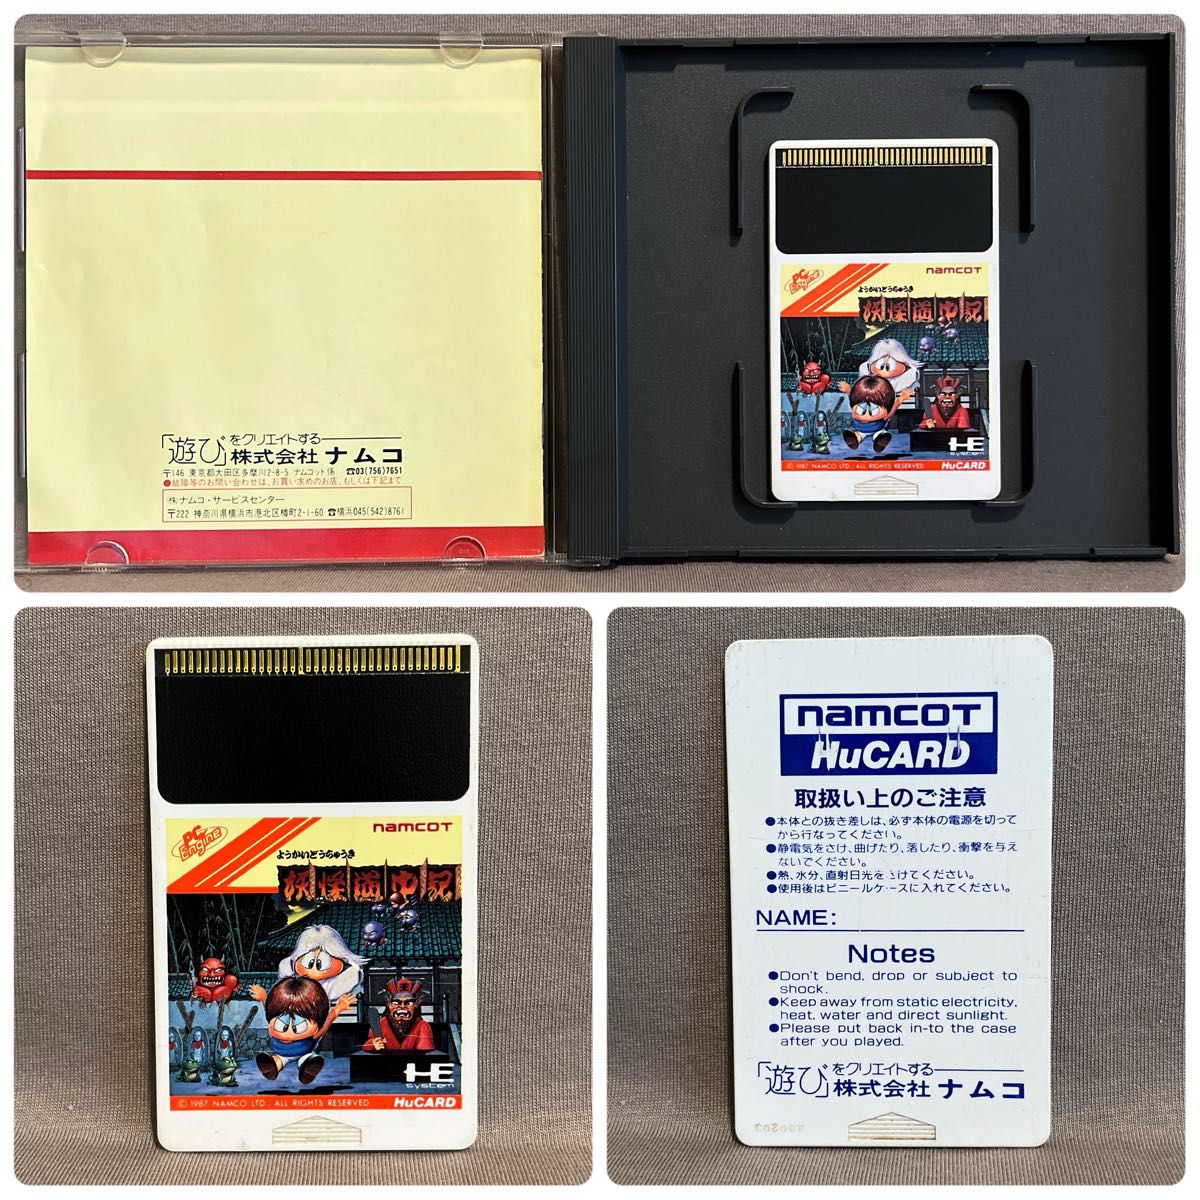 「遊び」をクリエイトする
株式会社 ナムコ
〒146 東京都大田区多摩川2-8-5 ナムコット係 ☎03(756)7651
●故障等のお問い合わせは、お買い求めのお店、もしくは下記まで
㈱ナムコ・サービスセンター
〒222 神奈川県横浜市港北区樽町2-1-60 ☎横浜045(542)8761
PC Engine
namcot
ようかいどうちゅうき
妖怪道中記
HE system
© 1987 NAMCO LTD. ALL RIGHTS RESERVED
HuCARD
PC Engine
namcot
ようかいどうちゅうき
妖怪道中記
HE system
© 1987 NAMCO LTD. ALL RIGHTS RESERVED
HuCARD
namcot
HuCARD
取扱い上のご注意
●本体との抜き差しは、必ず本体の電源を切って
から行なってください。
●静電気をさけ、曲げたり、落したり、衝撃を与え
ないでください。
●熱、水分、直射日光をさけてください。
●使用後はビニールケースに入れてください。
NAME:
Notes
●Don't bend, drop or subject to
shock.
●Keep away from static electricity,
heat, water and direct sunlight.
●Please put back in-to the case
after you played.
「遊び」をクリエイトする
株式会社 ナムコ